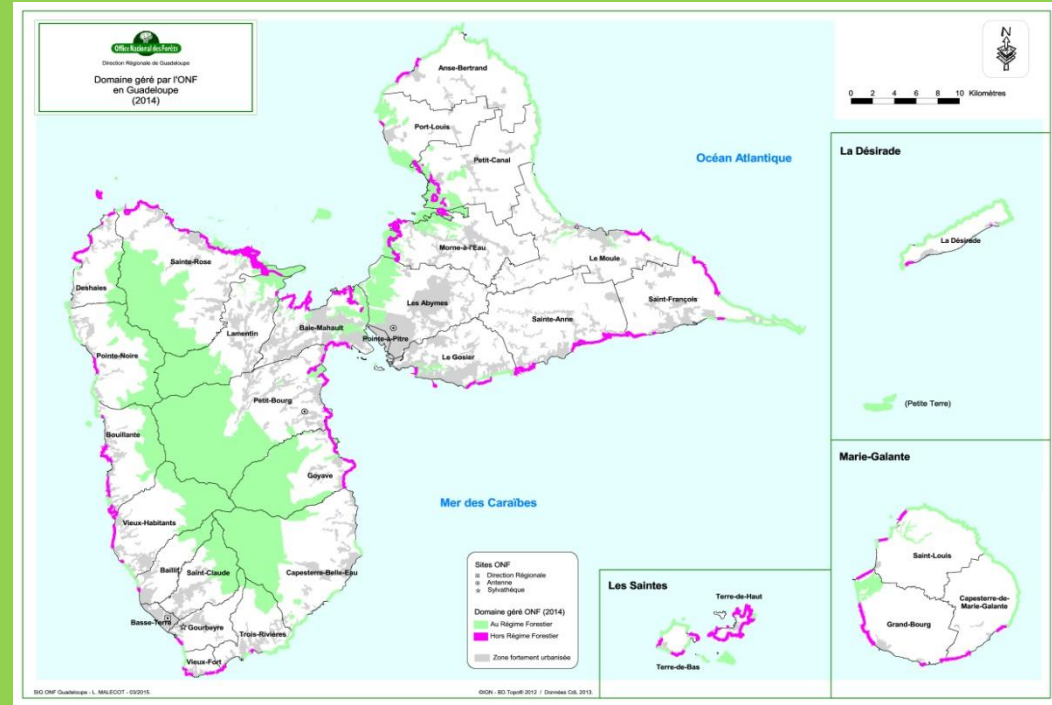 Office National des Forêts
Direction Régionale de Guadeloupe
Domaine géré par l'ONF
en Guadeloupe
(2014)
N
0 2 4 6 8 10 Kilomètres
Anse-Bertrand
Port-Louis
Petit-Canal
Océan Atlantique
La Désirade
La Désirade
(Petite Terre)
Morne-à-l'Eau
Le Moule
Sainte-Rose
Deshaies
Les Abymes
Saint-François
Sainte-Anne
Lamentin
Baie-Mahault
Pointe-à-Pitre
Le Gosier
Pointe-Noire
Petit-Bourg
Bouillante
Goyave
Mer des Caraïbes
Marie-Galante
Saint-Louis
Capesterre-de-
Marie-Galante
Grand-Bourg
Vieux-Habitants
Baillif
Saint-Claude
Capesterre-Belle-Eau
Basse-Terre
Gourbeyre
Trois-Rivières
Vieux-Fort
Sites ONF
Direction Régionale
Antenne
Sylvathèque
Domaine géré ONF (2014)
Au Régime Forestier
Hors Régime Forestier
Zone fortement urbanisée
Les Saintes
Terre-de-Haut
Terre-de-Bas
SIG ONF Guadeloupe - L. MALECOT - 03/2015.
©IGN - BD Topo® 2012 / Données CdL 2013.